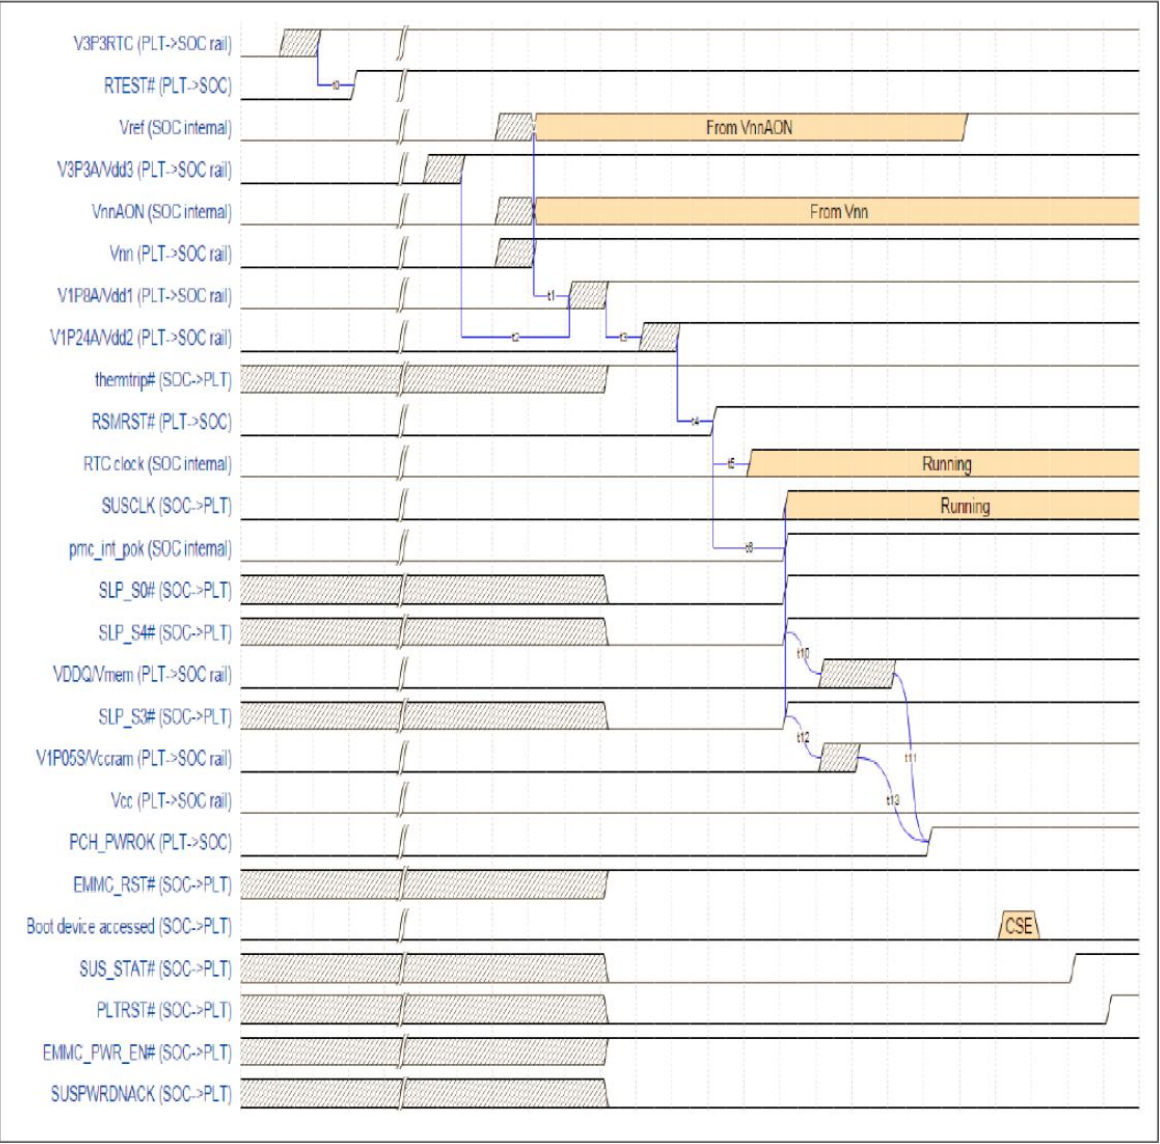 V3P3RTC (PLT->SOC rail)
t0
RTEST# (PLT->SOC)
Vref (SOC internal)
From VnnAON
V3P3A/Vdd3 (PLT->SOC rail)
VnnAON (SOC internal)
From Vnn
Vnn (PLT->SOC rail)
V1P8A/Vdd1 (PLT->SOC rail)
t1
V1P24A/Vdd2 (PLT->SOC rail)
t2
t3
thermtrip# (SOC->PLT)
RSMRST# (PLT->SOC)
t4
RTC clock (SOC internal)
t5
Running
SUSCLK (SOC->PLT)
Running
pmc_int_pok (SOC internal)
SLP_S0# (SOC->PLT)
SLP_S4# (SOC->PLT)
t10
VDDQ/Vmem (PLT->SOC rail)
SLP_S3# (SOC->PLT)
t12
V1P05S/Vccram (PLT->SOC rail)
t11
Vcc (PLT->SOC rail)
t13
PCH_PWROK (PLT->SOC)
EMMC_RST# (SOC->PLT)
Boot device accessed (SOC->PLT)
CSE
SUS_STAT# (SOC->PLT)
PLTRST# (SOC->PLT)
EMMC_PWR_EN# (SOC->PLT)
SUSPWRDNACK (SOC->PLT)